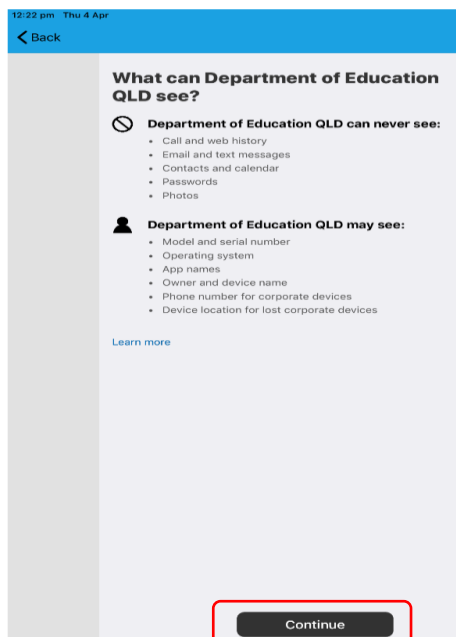 12:22 pm Thu 4 Apr
Back
What can Department of Education
QLD see?
Department of Education QLD can never see:
• Call and web history
• Email and text messages
• Contacts and calendar
• Passwords
• Photos
Department of Education QLD may see:
• Model and serial number
• Operating system
• App names
• Owner and device name
• Phone number for corporate devices
• Device location for lost corporate devices
Learn more
Continue